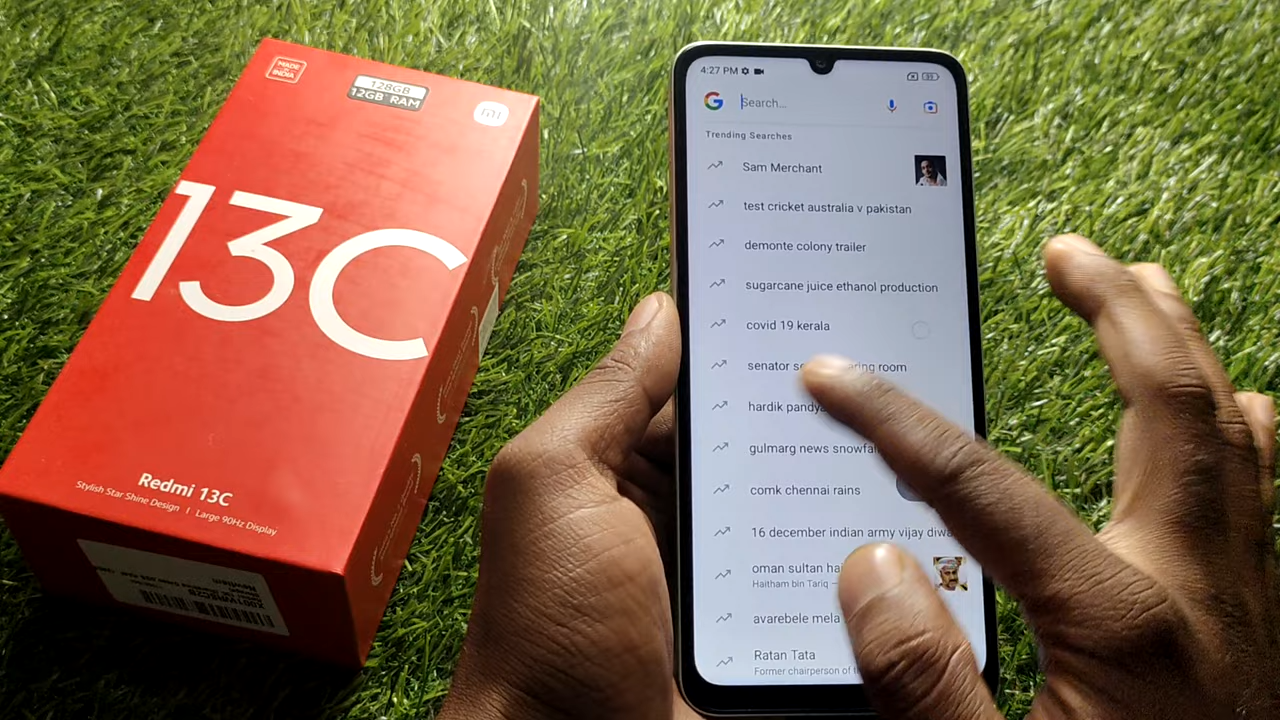 MADE
IN
INDIA
128GB
12GB* RAM
mi
13C
Redmi 13C
Stylish Star Shine Design | Large 90Hz Display
4:27 PM
Search...
Trending Searches
Sam Merchant
test cricket australia v pakistan
demonte colony trailer
sugarcane juice ethanol production
covid 19 kerala
senator room
hardik pandya
gulmarg news
comk chennai rains
16 december indian army vijay
oman sultan
Haitham bin Tariq –
avarebele mela
Ratan Tata
Former chairperson of